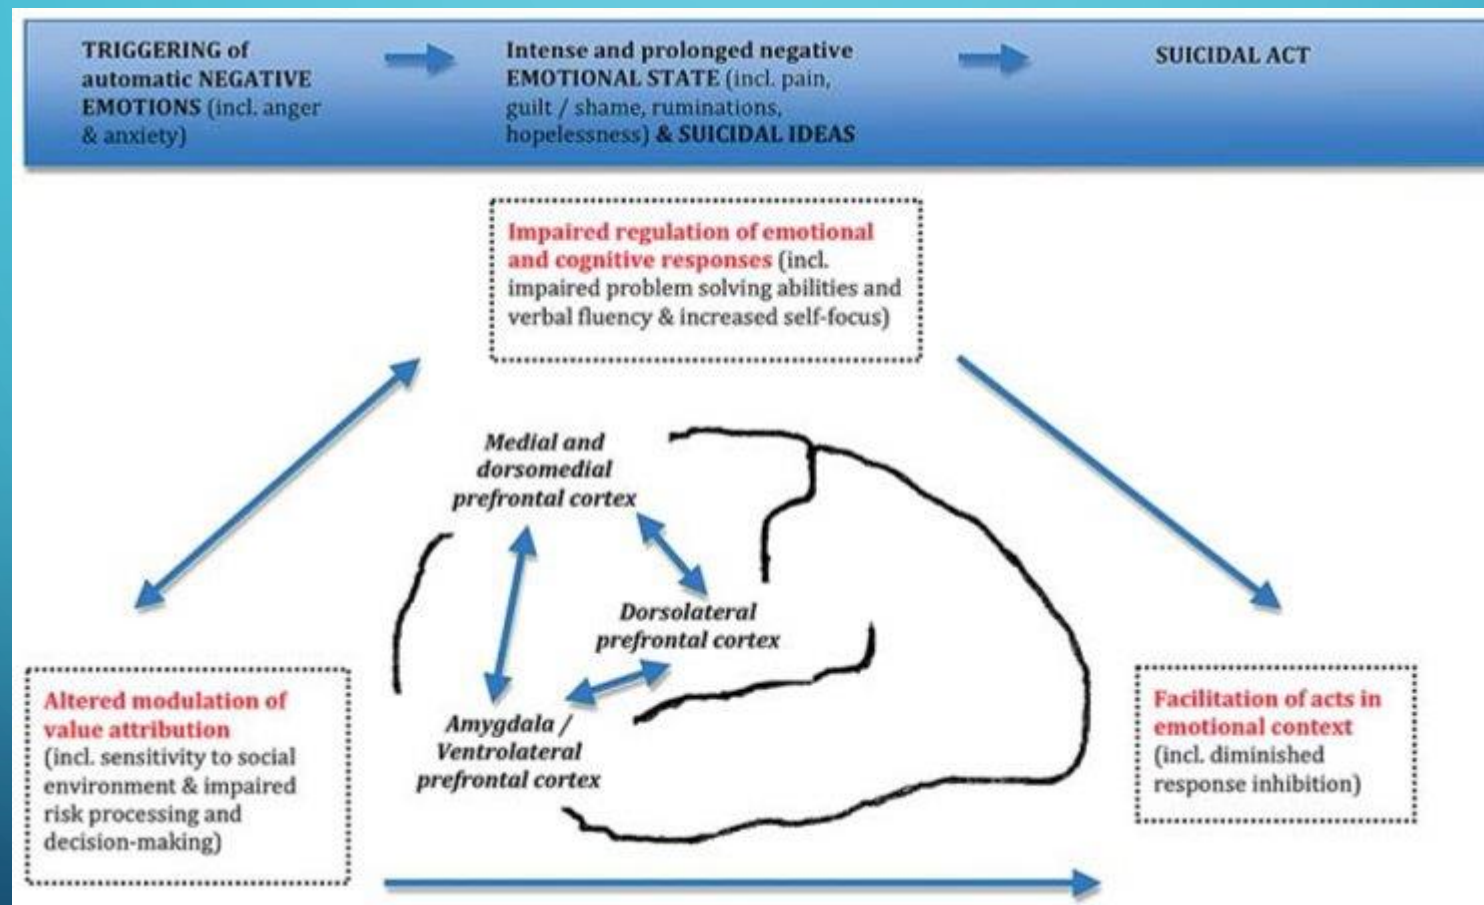 TRIGGERING of
automatic NEGATIVE
EMOTIONS (incl. anger
& anxiety)
Intense and prolonged negative
EMOTIONAL STATE (incl. pain,
guilt / shame, ruminations,
hopelessness) & SUICIDAL IDEAS
SUICIDAL ACT
Impaired regulation of emotional
and cognitive responses (incl.
impaired problem solving abilities and
verbal fluency & increased self-focus)
Medial and
dorsomedial
prefrontal cortex
Dorsolateral
prefrontal cortex
Amygdala /
Ventrolateral
prefrontal cortex
Altered modulation of
value attribution
(incl. sensitivity to social
environment & impaired
risk processing and
decision-making)
Facilitation of acts in
emotional context
(incl. diminished
response inhibition)